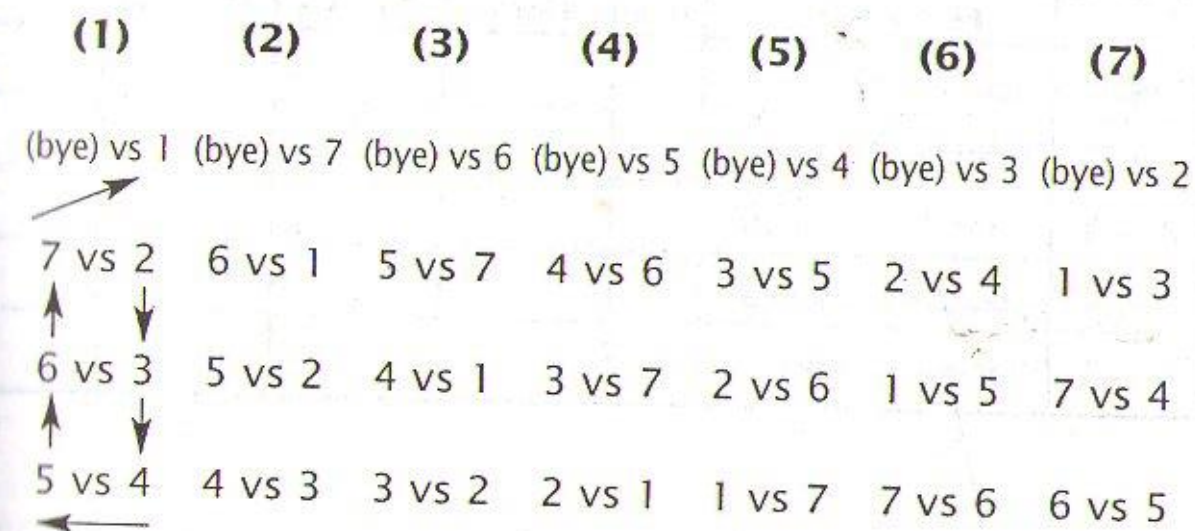 (1) (2) (3) (4) (5) (6) (7)
(bye) vs 1 (bye) vs 7 (bye) vs 6 (bye) vs 5 (bye) vs 4 (bye) vs 3 (bye) vs 2
7 vs 2 6 vs 1 5 vs 7 4 vs 6 3 vs 5 2 vs 4 1 vs 3
6 vs 3 5 vs 2 4 vs 1 3 vs 7 2 vs 6 1 vs 5 7 vs 4
5 vs 4 4 vs 3 3 vs 2 2 vs 1 1 vs 7 7 vs 6 6 vs 5